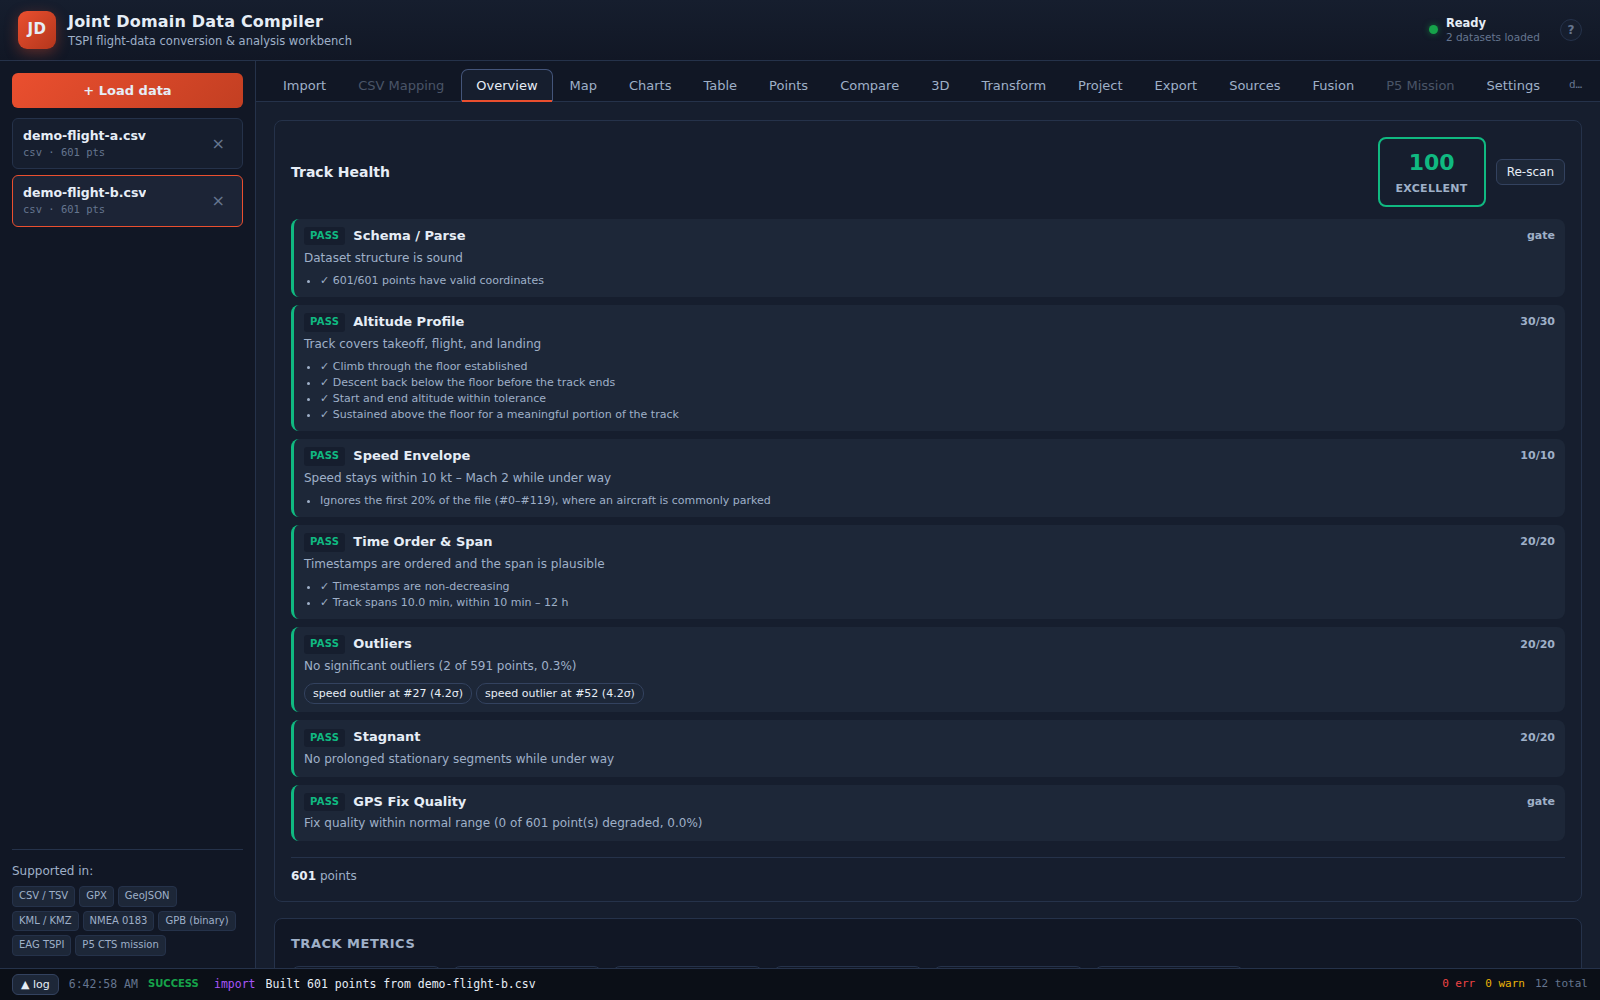 JD
Joint Domain Data Compiler
TSPI flight-data conversion & analysis workbench
Ready
2 datasets loaded
?
+ Load data
demo-flight-a.csv
csv · 601 pts
×
demo-flight-b.csv
csv · 601 pts
×
Supported in:
CSV / TSV GPX GeoJSON
KML / KMZ NMEA 0183 GPB (binary)
EAG TSPI P5 CTS mission
Import CSV Mapping Overview Map Charts Table Points Compare 3D Transform Project Export Sources Fusion P5 Mission Settings d…
Track Health
100
EXCELLENT
Re-scan
PASS Schema / Parse gate
Dataset structure is sound
• ✓ 601/601 points have valid coordinates
PASS Altitude Profile 30/30
Track covers takeoff, flight, and landing
• ✓ Climb through the floor established
• ✓ Descent back below the floor before the track ends
• ✓ Start and end altitude within tolerance
• ✓ Sustained above the floor for a meaningful portion of the track
PASS Speed Envelope 10/10
Speed stays within 10 kt – Mach 2 while under way
• Ignores the first 20% of the file (#0–#119), where an aircraft is commonly parked
PASS Time Order & Span 20/20
Timestamps are ordered and the span is plausible
• ✓ Timestamps are non-decreasing
• ✓ Track spans 10.0 min, within 10 min – 12 h
PASS Outliers 20/20
No significant outliers (2 of 591 points, 0.3%)
speed outlier at #27 (4.2σ) speed outlier at #52 (4.2σ)
PASS Stagnant 20/20
No prolonged stationary segments while under way
PASS GPS Fix Quality gate
Fix quality within normal range (0 of 601 point(s) degraded, 0.0%)
601 points
TRACK METRICS
▲ log 6:42:58 AM SUCCESS import Built 601 points from demo-flight-b.csv 0 err 0 warn 12 total